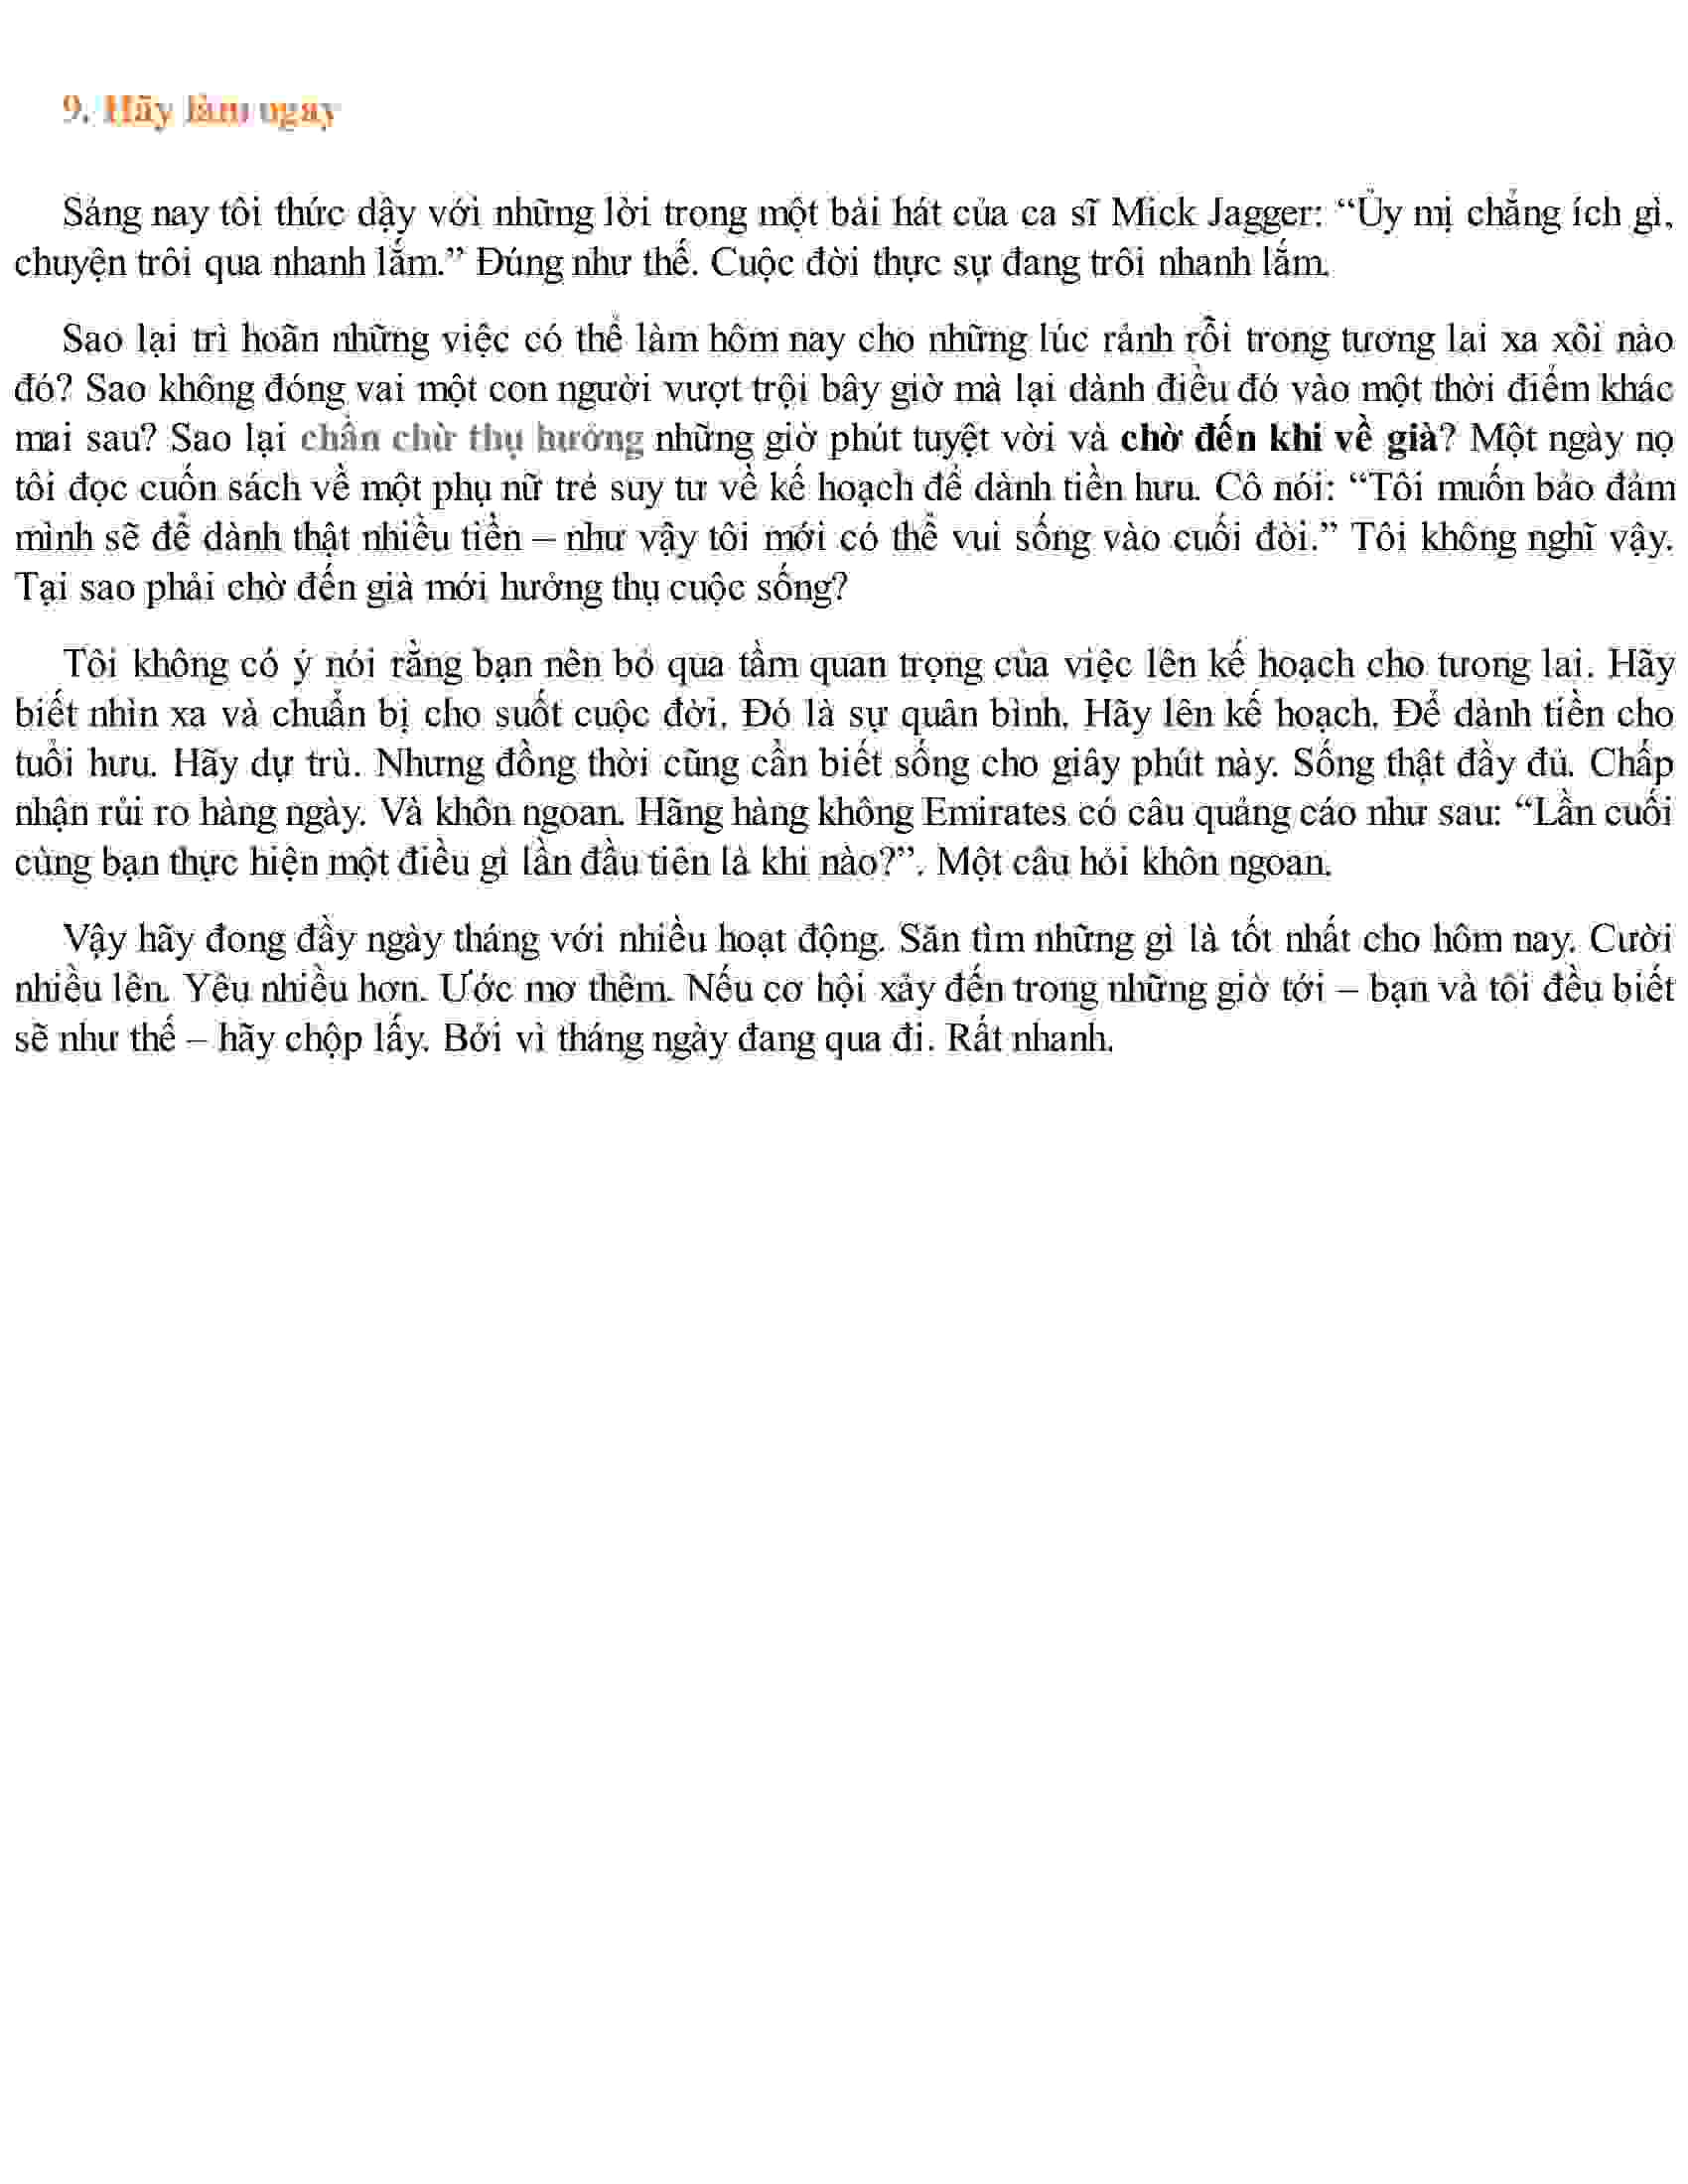 9. Hãy làm ngay
Sáng nay tôi thức dậy với những lời trong một bài hát của ca sĩ Mick Jagger: “Ủy mị chẳng ích gì,
chuyện trôi qua nhanh lắm.” Đúng như thế. Cuộc đời thực sự đang trôi nhanh lắm.
Sao lại trì hoãn những việc có thể làm hôm nay cho những lúc rảnh rỗi trong tương lai xa xôi nào
đó? Sao không đóng vai một con người vượt trội bây giờ mà lại dành điều đó vào một thời điểm khác
mai sau? Sao lại chần chừ thụ hưởng những giờ phút tuyệt vời và chờ đến khi về già? Một ngày nọ
tôi đọc cuốn sách về một phụ nữ trẻ suy tư về kế hoạch để dành tiền hưu. Cô nói: “Tôi muốn bảo đảm
mình sẽ để dành thật nhiều tiền – như vậy tôi mới có thể vui sống vào cuối đời.” Tôi không nghĩ vậy.
Tại sao phải chờ đến già mới hưởng thụ cuộc sống?
Tôi không có ý nói rằng bạn nên bỏ qua tầm quan trọng của việc lên kế hoạch cho tương lai. Hãy
biết nhìn xa và chuẩn bị cho suốt cuộc đời. Đó là sự quân bình. Hãy lên kế hoạch. Để dành tiền cho
tuổi hưu. Hãy dự trù. Nhưng đồng thời cũng cần biết sống cho giây phút này. Sống thật đầy đủ. Chấp
nhận rủi ro hàng ngày. Và khôn ngoan. Hãng hàng không Emirates có câu quảng cáo như sau: “Lần cuối
cùng bạn thực hiện một điều gì lần đầu tiên là khi nào?”. Một câu hỏi khôn ngoan.
Vậy hãy đong đầy ngày tháng với nhiều hoạt động. Săn tìm những gì là tốt nhất cho hôm nay. Cười
nhiều lên. Yêu nhiều hơn. Ước mơ thêm. Nếu cơ hội xảy đến trong những giờ tới – bạn và tôi đều biết
sẽ như thế – hãy chộp lấy. Bởi vì tháng ngày đang qua đi. Rất nhanh.